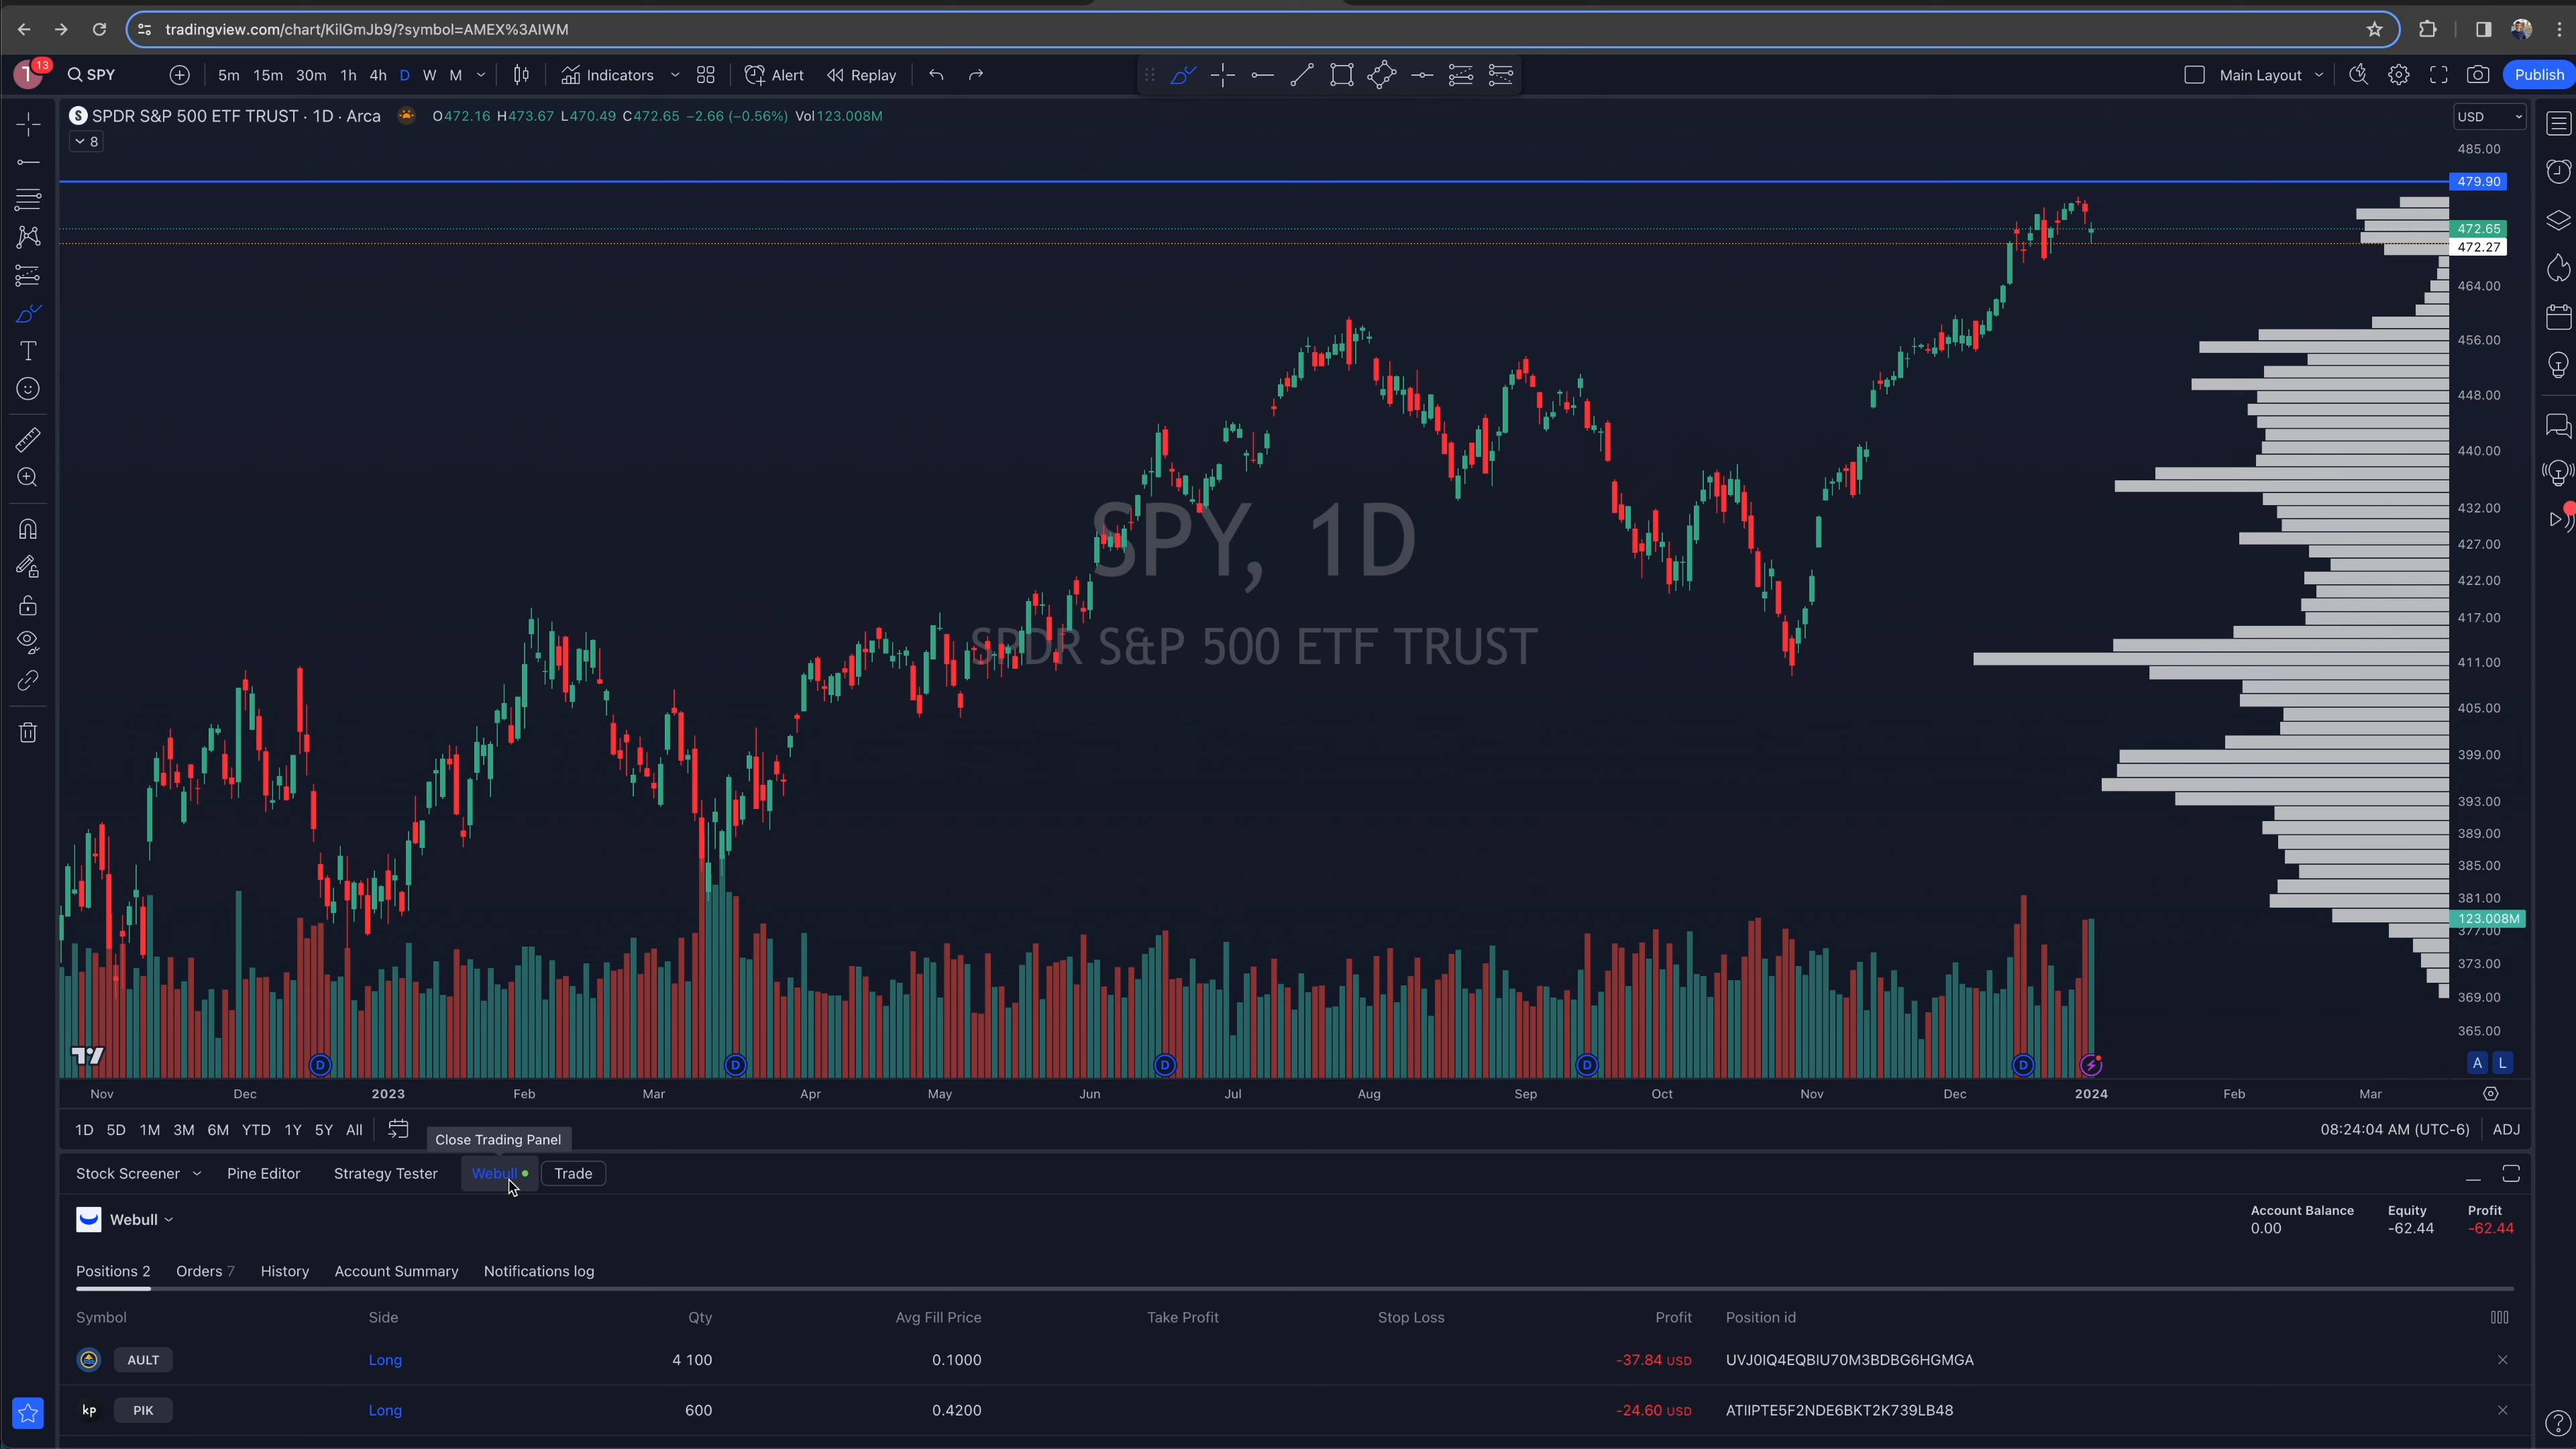 tradingview.com/chart/KilGmJb9/?symbol=AMEX%3AIWM
T 13 SPY 5m 15m 30m 1h 4h D W M Indicators Alert Replay Main Layout Publish
S SPDR S&P 500 ETF TRUST · 1D · Arca O472.16 H473.67 L470.49 C472.65 −2.66 (−0.56%) Vol123.008M USD
8
485.00
479.90
472.65
472.27
464.00
456.00
448.00
440.00
432.00
427.00
422.00
417.00
411.00
405.00
399.00
393.00
389.00
385.00
381.00
123.008M
377.00
373.00
369.00
365.00
SPY, 1D
SPDR S&P 500 ETF TRUST
D D D D D A L
Nov Dec 2023 Feb Mar Apr May Jun Jul Aug Sep Oct Nov Dec 2024 Feb Mar
1D 5D 1M 3M 6M YTD 1Y 5Y All 08:24:04 AM (UTC-6) ADJ
Close Trading Panel
Stock Screener Pine Editor Strategy Tester Webull Trade
Webull
Account Balance Equity Profit
0.00 -62.44 -62.44
Positions 2 Orders 7 History Account Summary Notifications log
Symbol Side Qty Avg Fill Price Take Profit Stop Loss Profit Position id
AULT Long 4 100 0.1000 -37.84 USD UVJ0IQ4EQBIU70M3BDBG6HGMGA
kp PIK Long 600 0.4200 -24.60 USD ATIIPTE5F2NDE6BKT2K739LB48